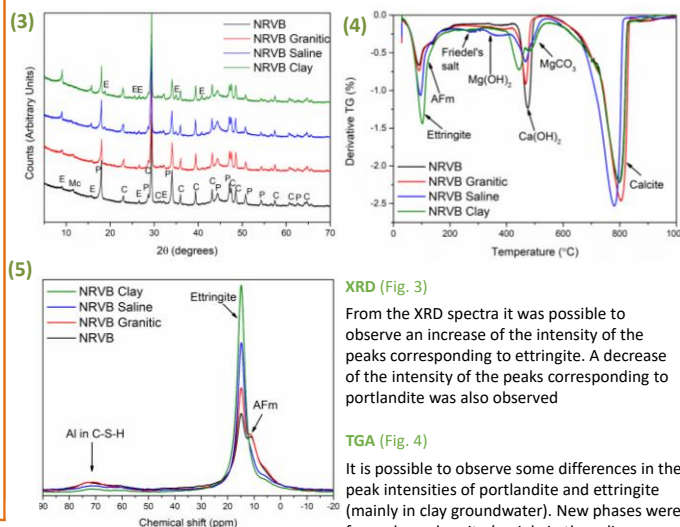 (3)
NRVB
NRVB Granitic
NRVB Saline
NRVB Clay
Counts (Arbitrary Units)
E E EE E E
P C P
E Mc E C E P C E C C P P C C P P C P C
10 20 30 40 50 60 70
2θ (degrees)
(4)
0.0
-0.5
-1.0
-1.5
-2.0
-2.5
Derivative TG (%)
Friedel's
salt
Mg(OH)2
MgCO3
AFm
Ettringite
Ca(OH)2
Calcite
NRVB
NRVB Granitic
NRVB Saline
NRVB Clay
0 200 400 600 800 1000
Temperature (°C)
(5)
NRVB Clay
NRVB Saline
NRVB Granitic
NRVB
Ettringite
AFm
Al in C-S-H
90 80 70 60 50 40 30 20 10 0 -10 -20
Chemical shift (ppm)
XRD (Fig. 3)
From the XRD spectra it was possible to
observe an increase of the intensity of the
peaks corresponding to ettringite. A decrease
of the intensity of the peaks corresponding to
portlandite was also observed
TGA (Fig. 4)
It is possible to observe some differences in the
peak intensities of portlandite and ettringite
(mainly in clay groundwater). New phases were